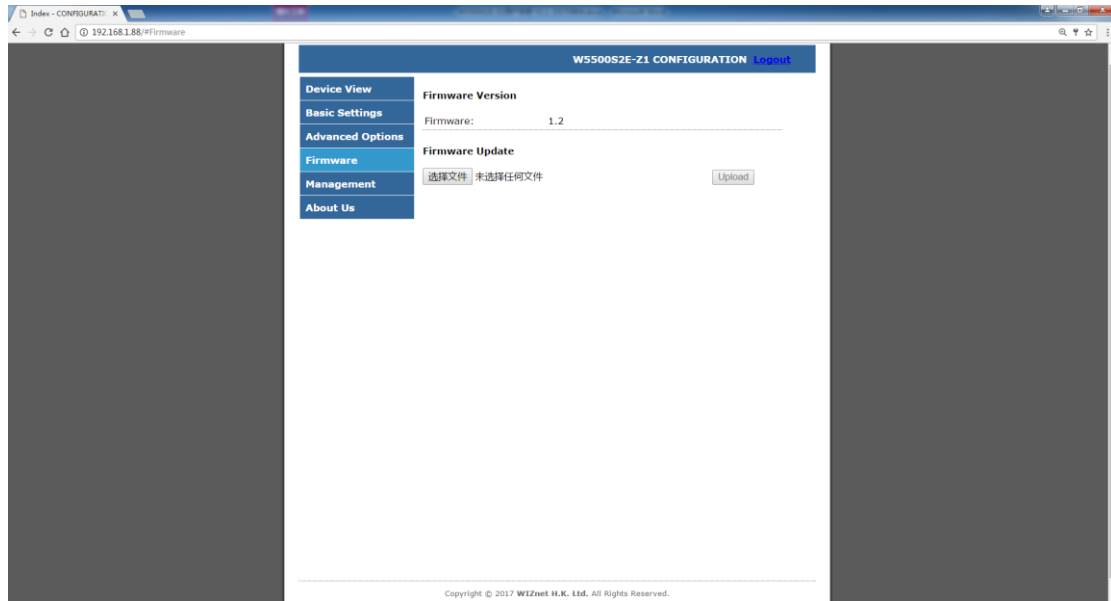 Index - CONFIGURATI
192.168.1.88/#Firmware
W5500S2E-Z1 CONFIGURATION Logout
Device View
Basic Settings
Advanced Options
Firmware
Management
About Us
Firmware Version
Firmware: 1.2
Firmware Update
选择文件 未选择任何文件 Upload
Copyright © 2017 WIZnet H.K. Ltd. All Rights Reserved.